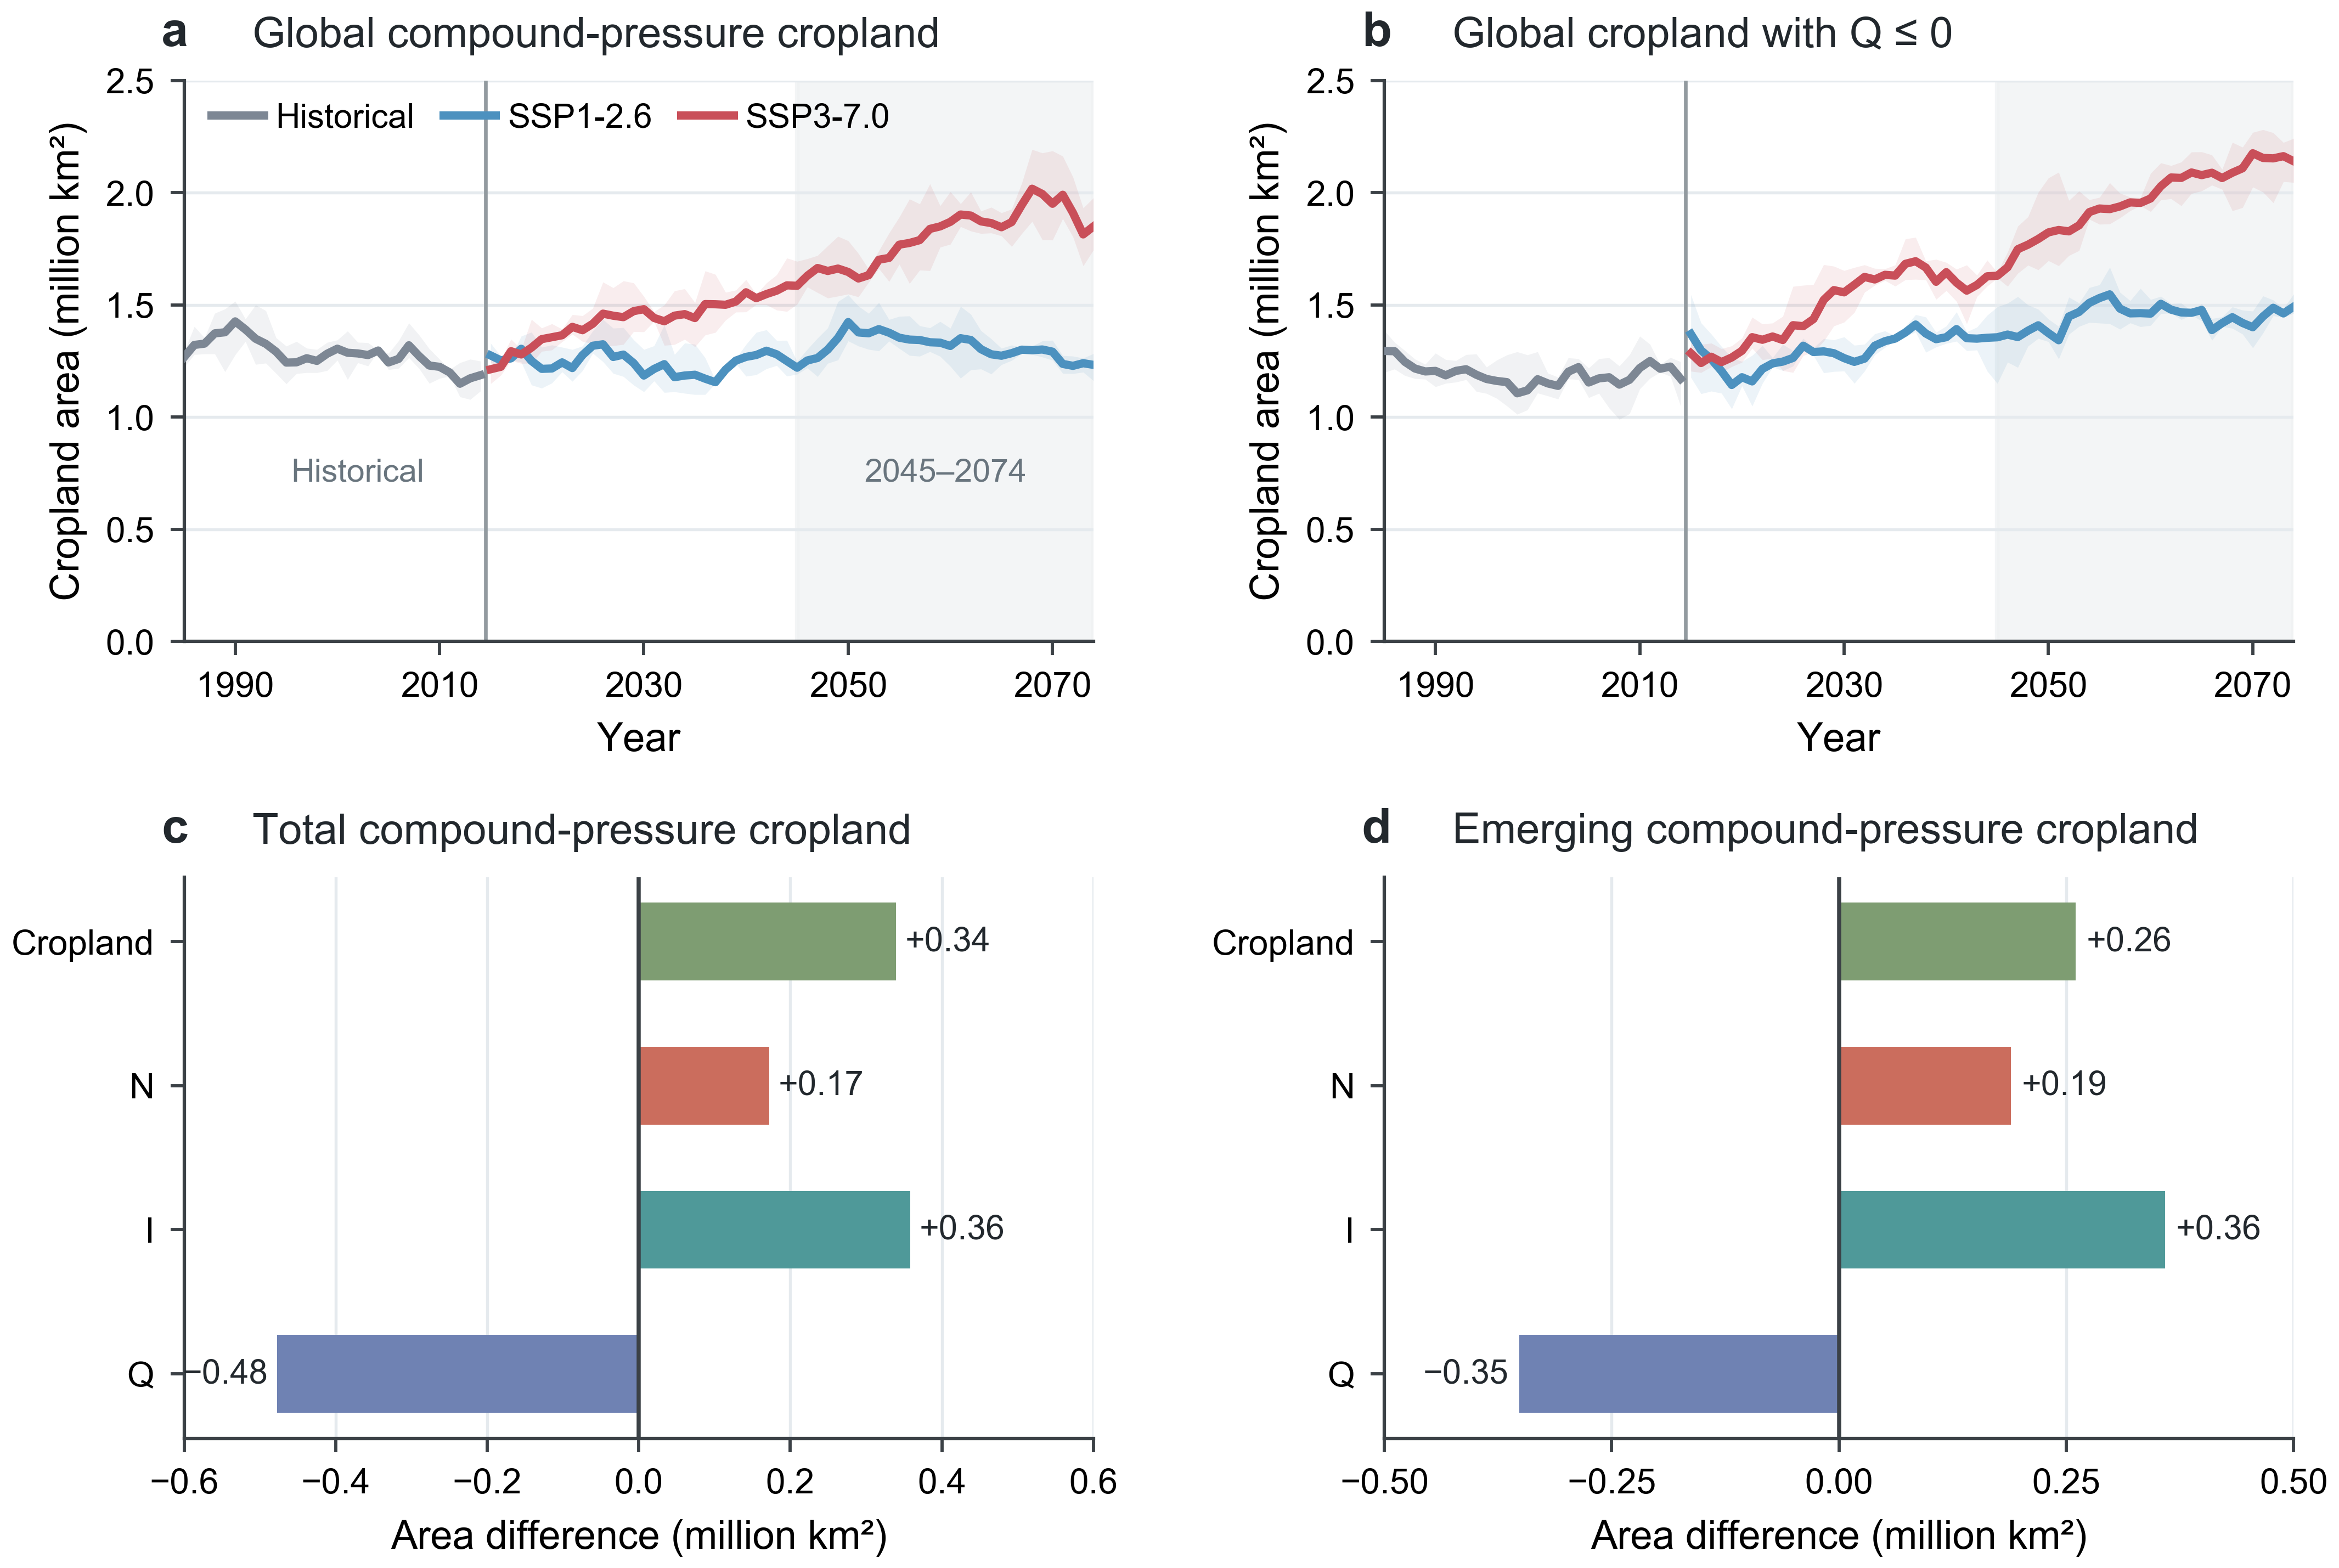 a Global compound-pressure cropland
Cropland area (million km²)
2.5
2.0
1.5
1.0
0.5
0.0
Historical SSP1-2.6 SSP3-7.0
Historical 2045–2074
1990 2010 2030 2050 2070
Year
b Global cropland with Q ≤ 0
Cropland area (million km²)
2.5
2.0
1.5
1.0
0.5
0.0
1990 2010 2030 2050 2070
Year
c Total compound-pressure cropland
Cropland +0.34
N +0.17
I +0.36
Q −0.48
−0.6 −0.4 −0.2 0.0 0.2 0.4 0.6
Area difference (million km²)
d Emerging compound-pressure cropland
Cropland +0.26
N +0.19
I +0.36
Q −0.35
−0.50 −0.25 0.00 0.25 0.50
Area difference (million km²)